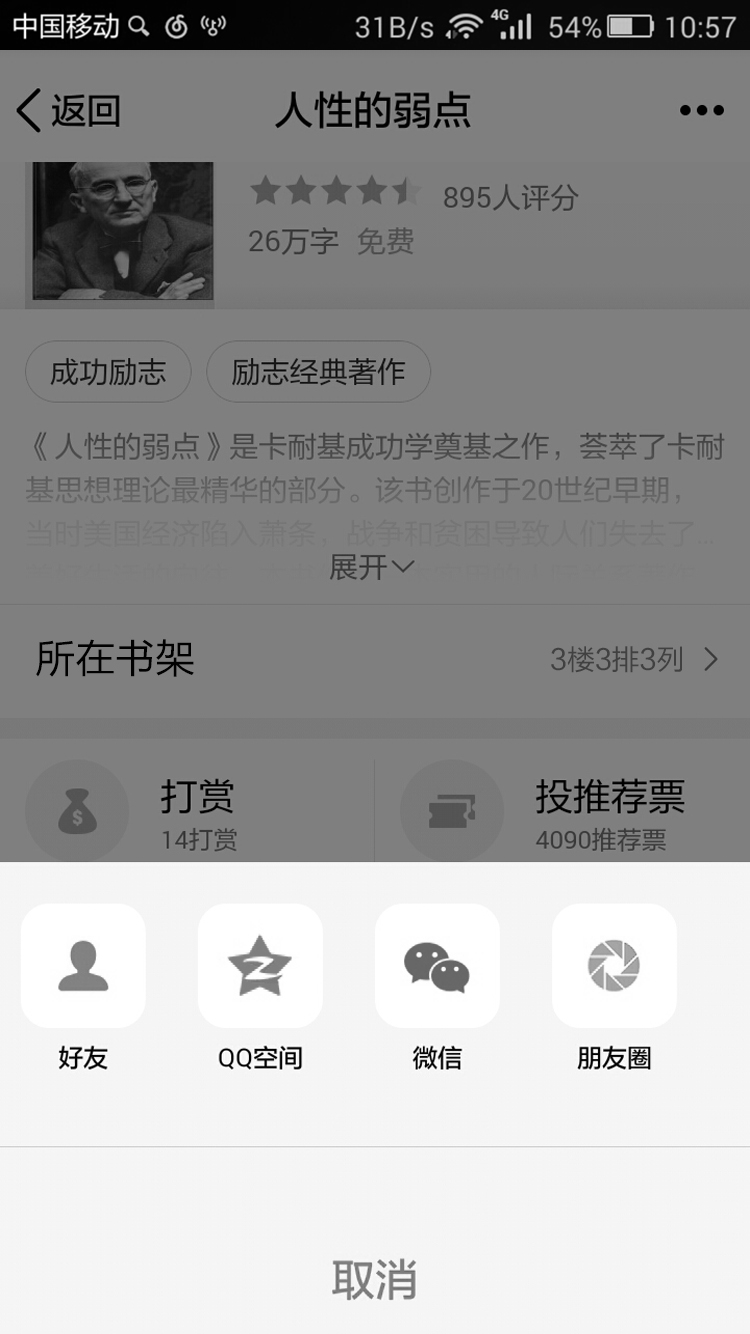 中国移动 31B/s 4G 54% 10:57
返回 人性的弱点
895人评分
26万字 免费
成功励志 励志经典著作
《人性的弱点》是卡耐基成功学奠基之作，荟萃了卡耐
基思想理论最精华的部分。该书创作于20世纪早期，
当时美国经济陷入萧条，战争和贫困导致人们失去了...
展开
所在书架 3楼3排3列
打赏 投推荐票
14打赏 4090推荐票
好友 QQ空间 微信 朋友圈
取消